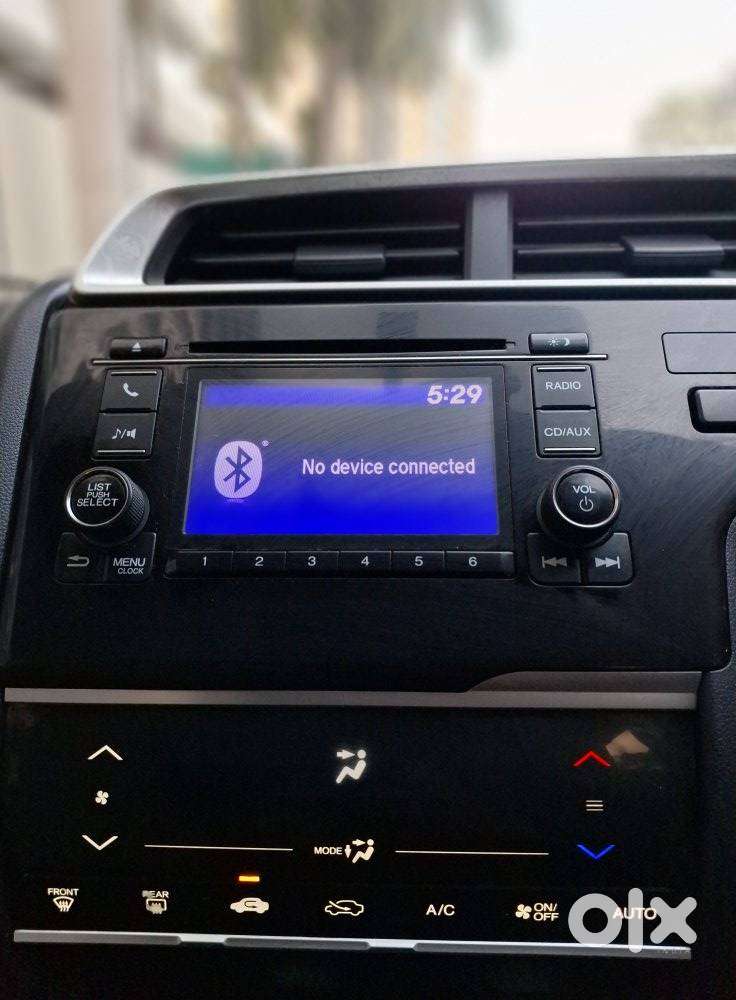 RADIO
5:29
♪/
CD/AUX
No device connected
LIST
PUSH
SELECT
VOL
MENU
CLOCK
1 2 3 4 5 6
MODE
FRONT
REAR
A/C
ON/
OFF
AUTO
olx